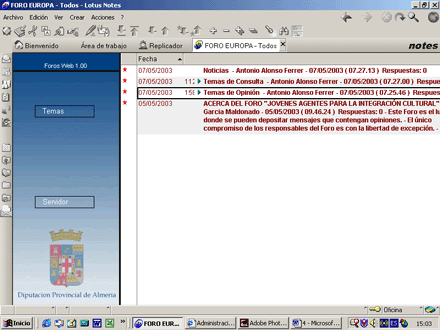 FORO EUROPA - Todos - Lotus Notes
Archivo Edición Ver Crear Acciones ?
Bienvenido Área de trabajo Replicador FORO EUROPA - Todos notes
Foros Web 1.00
Temas
Servidor
Diputacion Provincial de Almeria
Fecha
07/05/2003 Noticias - Antonio Alonso Ferrer - 07/05/2003 ( 07.27.13 ) Respuestas: 0
07/05/2003 112 Temas de Consulta - Antonio Alonso Ferrer - 07/05/2003 ( 07.27.00 ) Respues
07/05/2003 158 Temas de Opinión - Antonio Alonso Ferrer - 07/05/2003 ( 07.25.46 ) Respues
05/05/2003 ACERCA DEL FORO "JOVENES AGENTES PARA LA INTEGRACIÓN CULTURAL"
García Maldonado - 05/05/2003 ( 09.46.24 ) Respuestas: 0 - Este Foro es el lu
donde se pueden depositar mensajes que contengan opiniones. - El único
compromiso de los responsables del Foro es con la libertad de excepción. -
Oficina
Inicio FORO EUR... Administraci... Adobe Phot... 4 - Microsof... 15:03